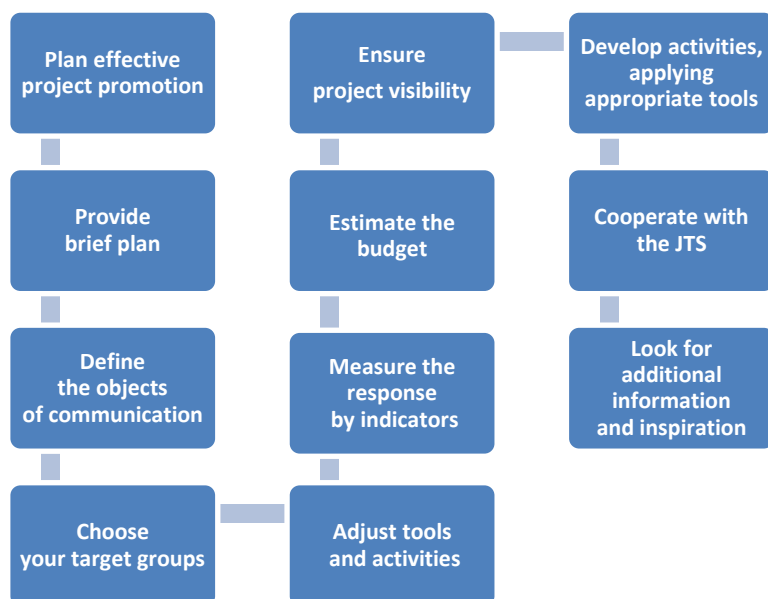 Plan effective
project promotion
Provide
brief plan
Define
the objects
of communication
Choose
your target groups
Adjust tools
and activities
Measure the
response
by indicators
Estimate the
budget
Ensure
project visibility
Develop activities,
applying
appropriate tools
Cooperate with
the JTS
Look for
additional
information
and inspiration